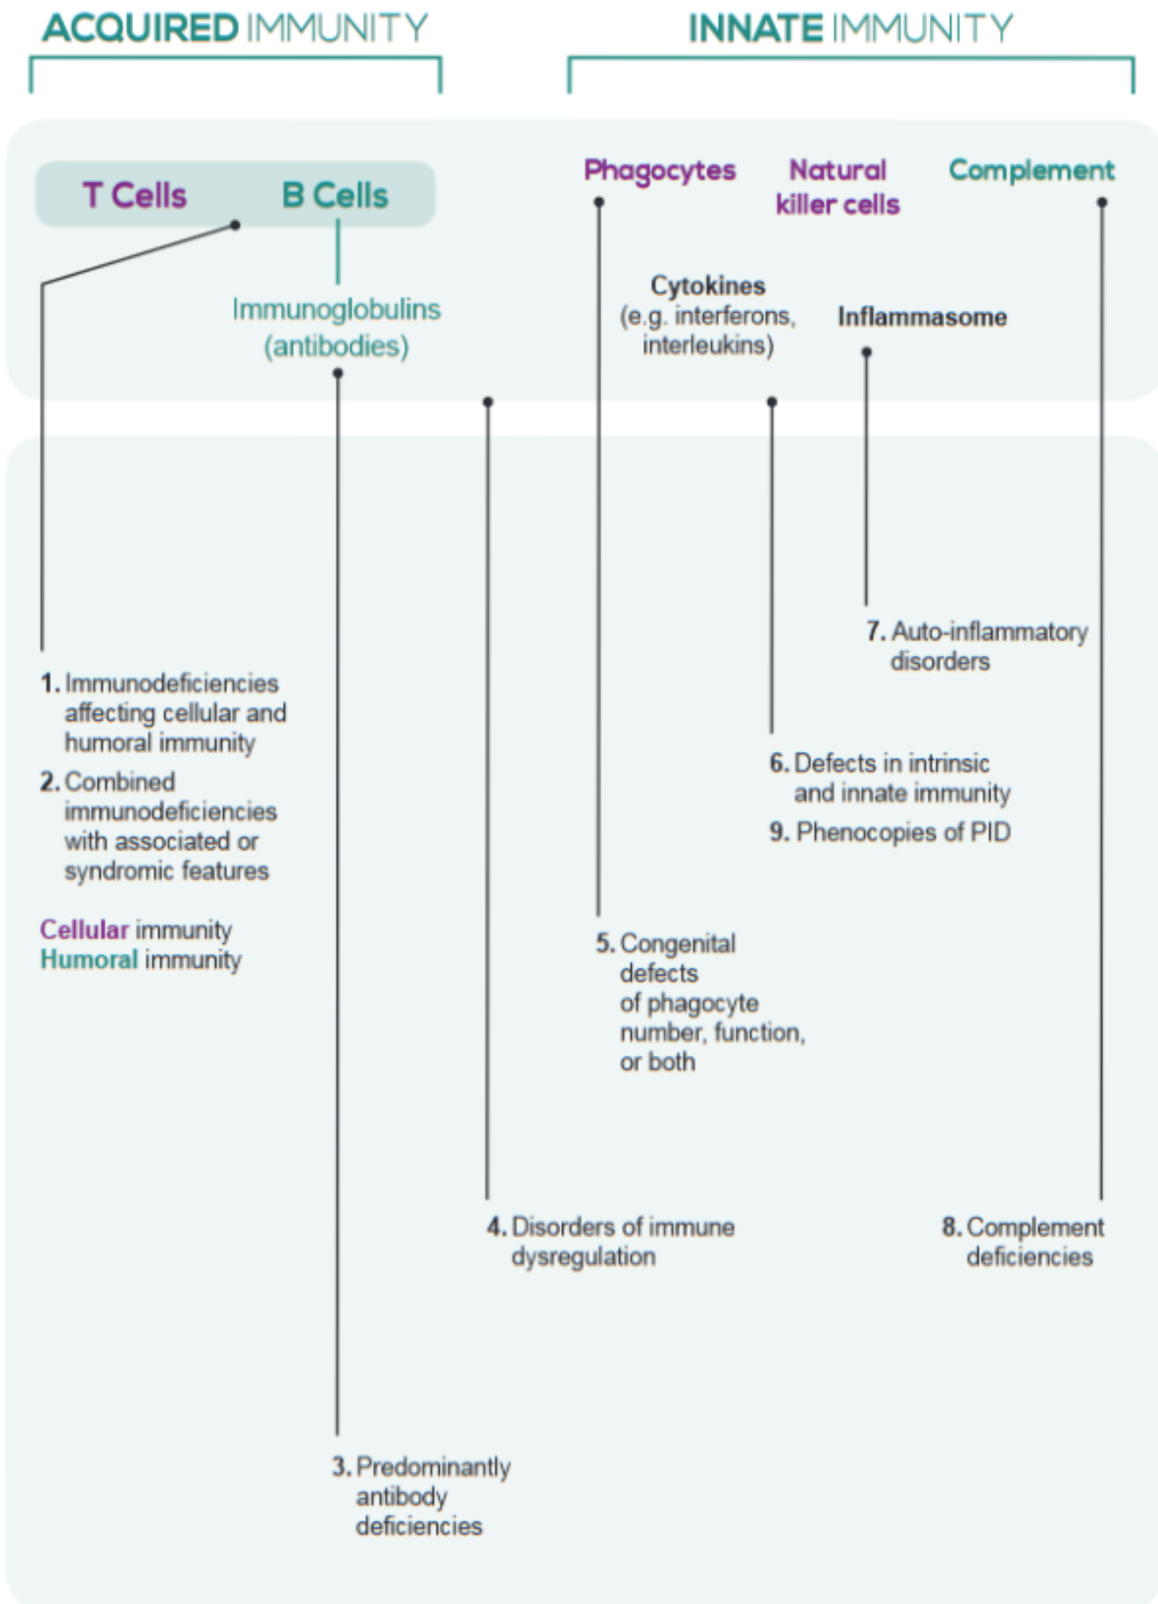 ACQUIRED IMMUNITY
INNATE IMMUNITY
T Cells
B Cells
Immunoglobulins
(antibodies)
Phagocytes
Natural
killer cells
Complement
Cytokines
(e.g. interferons,
interleukins)
Inflammasome
1. Immunodeficiencies
affecting cellular and
humoral immunity
2. Combined
immunodeficiencies
with associated or
syndromic features
Cellular immunity
Humoral immunity
3. Predominantly
antibody
deficiencies
4. Disorders of immune
dysregulation
5. Congenital
defects
of phagocyte
number, function,
or both
6. Defects in intrinsic
and innate immunity
9. Phenocopies of PID
7. Auto-inflammatory
disorders
8. Complement
deficiencies